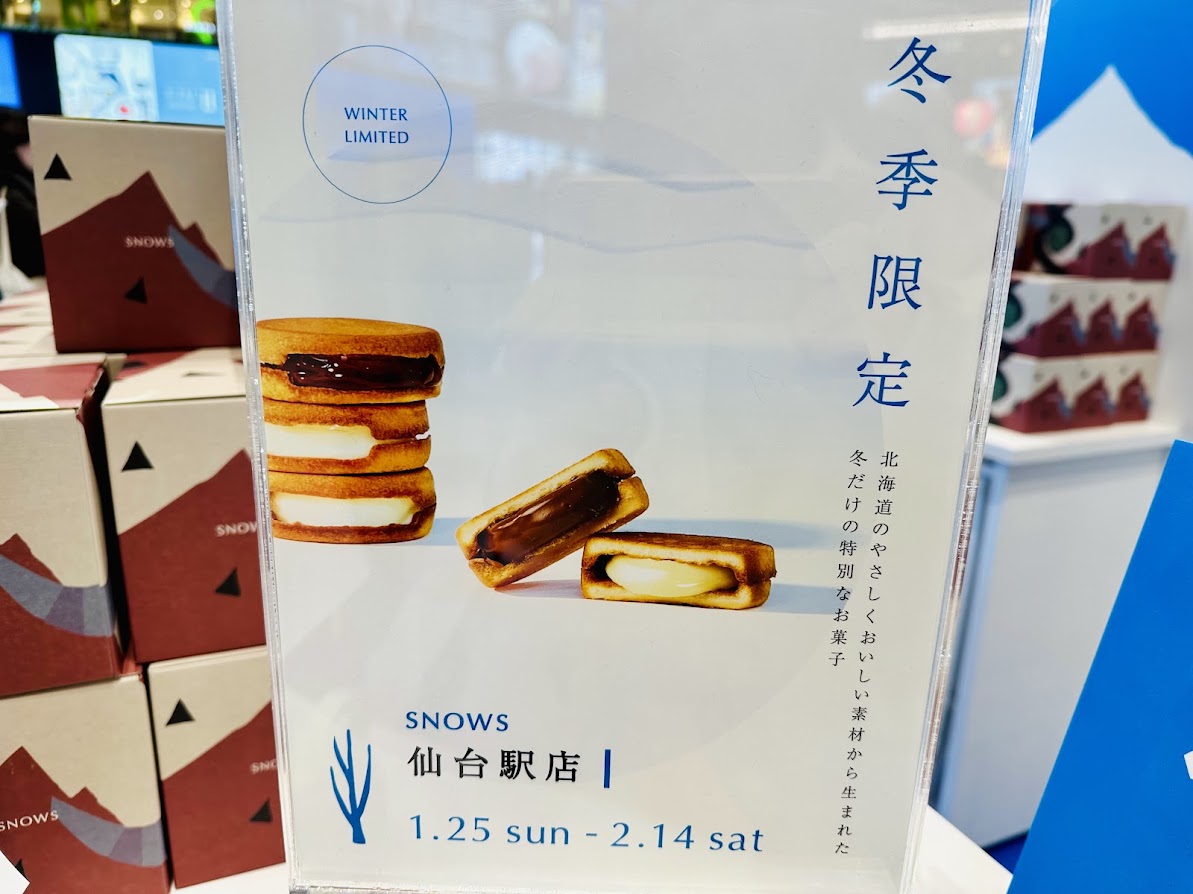 WINTER
LIMITED
冬季限定
北海道のやさしくおいしい素材から生まれた
冬だけの特別なお菓子
SNOWS
仙台駅店
1.25 sun - 2.14 sat
SNOWS
SNOW
SNOWS
SNO